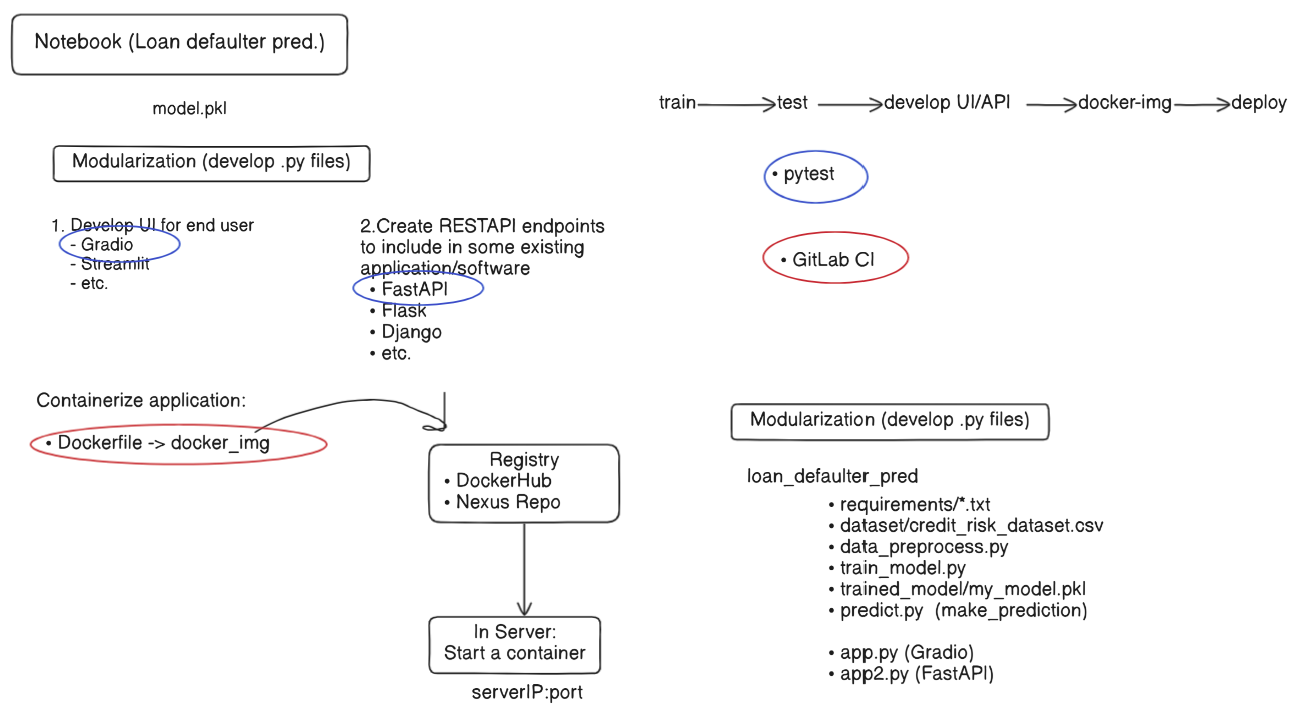 Notebook (Loan defaulter pred.)
model.pkl
Modularization (develop .py files)
1. Develop UI for end user
- Gradio
- Streamlit
- etc.
2.Create RESTAPI endpoints
to include in some existing
application/software
• FastAPI
• Flask
• Django
• etc.
Containerize application:
• Dockerfile -> docker_img
Registry
• DockerHub
• Nexus Repo
In Server:
Start a container
serverIP:port
train test develop UI/API docker-img deploy
• pytest
• GitLab CI
Modularization (develop .py files)
loan_defaulter_pred
• requirements/*.txt
• dataset/credit_risk_dataset.csv
• data_preprocess.py
• train_model.py
• trained_model/my_model.pkl
• predict.py (make_prediction)
• app.py (Gradio)
• app2.py (FastAPI)